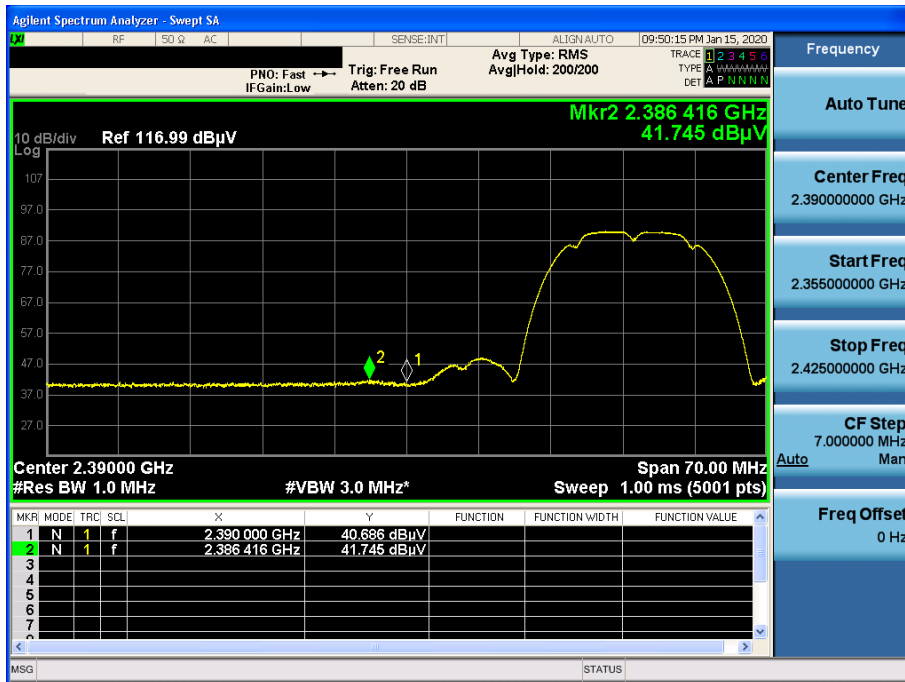 Agilent Spectrum Analyzer - Swept SA
LXI RF 50 Ω AC SENSE:INT ALIGN AUTO 09:50:15 PM Jan 15, 2020
PNO: Fast IFGain:Low
Trig: Free Run
Atten: 20 dB
Avg Type: RMS
Avg|Hold: 200/200
TRACE 1 2 3 4 5 6
TYPE A WWWWW
DET A P N N N N
Mkr2 2.386 416 GHz
41.745 dBµV
10 dB/div Ref 116.99 dBµV
Log
107
97.0
87.0
77.0
67.0
57.0
47.0
37.0
27.0
2
1
Center 2.39000 GHz Span 70.00 MHz
#Res BW 1.0 MHz #VBW 3.0 MHz* Sweep 1.00 ms (5001 pts)
MKR MODE TRC SCL X Y FUNCTION FUNCTION WIDTH FUNCTION VALUE
1 N 1 f 2.390 000 GHz 40.686 dBµV
2 N 1 f 2.386 416 GHz 41.745 dBµV
3
4
5
6
7
MSG STATUS
Frequency
Auto Tune
Center Freq
2.390000000 GHz
Start Freq
2.355000000 GHz
Stop Freq
2.425000000 GHz
CF Step
7.000000 MHz
Auto Man
Freq Offset
0 Hz